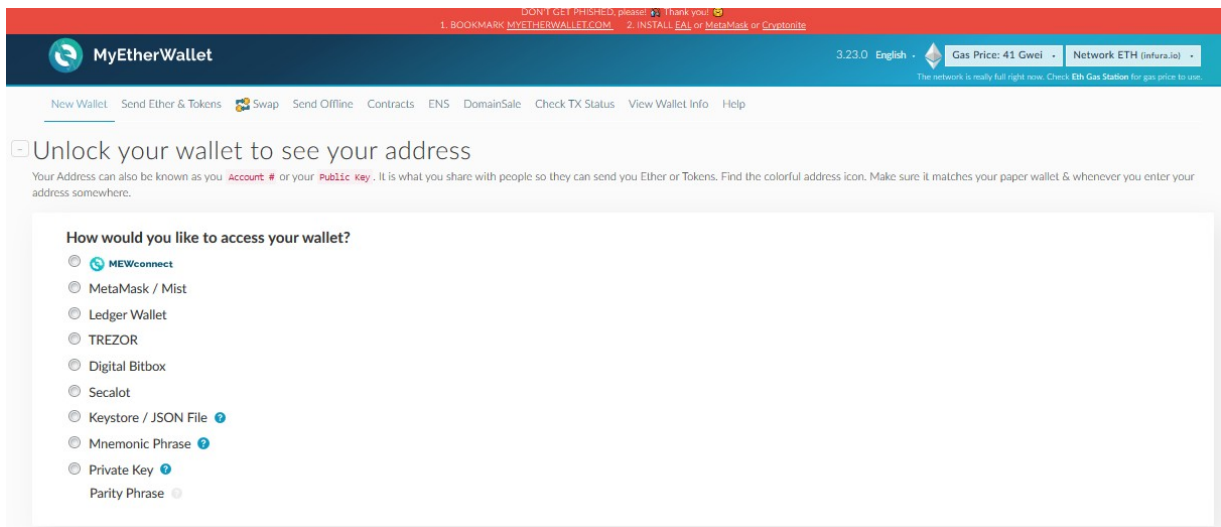 DON'T GET PHISHED, please! Thank you!
1. BOOKMARK MYETHERWALLET.COM 2. INSTALL EAL or MetaMask or Cryptonite
MyEtherWallet
3.23.0 English Gas Price: 41 Gwei Network ETH (infura.io)
The network is really full right now. Check Eth Gas Station for gas price to use.
New Wallet Send Ether & Tokens Swap Send Offline Contracts ENS DomainSale Check TX Status View Wallet Info Help
Unlock your wallet to see your address
Your Address can also be known as you Account # or your Public Key. It is what you share with people so they can send you Ether or Tokens. Find the colorful address icon. Make sure it matches your paper wallet & whenever you enter your
address somewhere.
How would you like to access your wallet?
MEWconnect
MetaMask / Mist
Ledger Wallet
TREZOR
Digital Bitbox
Secalot
Keystore / JSON File ?
Mnemonic Phrase ?
Private Key ?
Parity Phrase ?